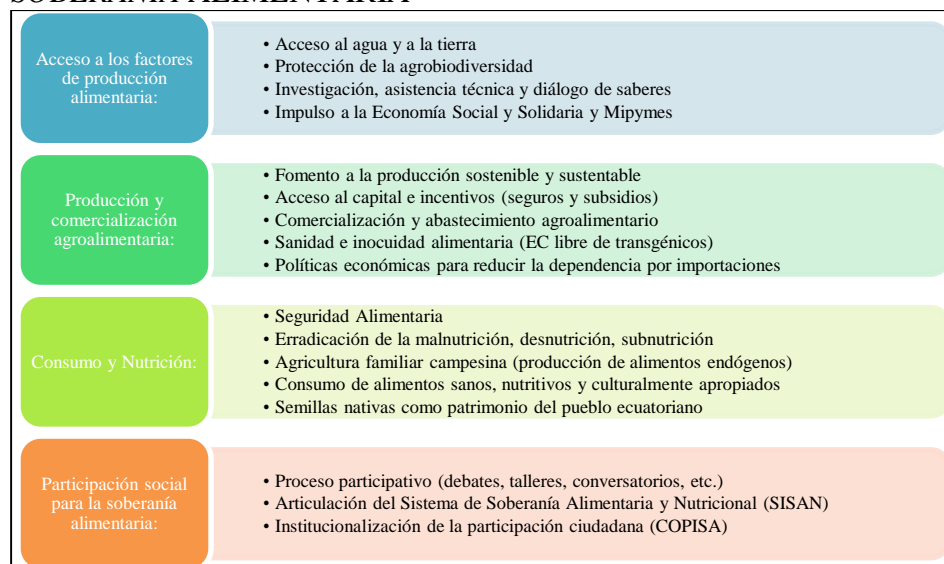 SOBERANÍA ALIMENTARIA
Acceso a los factores
de producción
alimentaria:
• Acceso al agua y a la tierra
• Protección de la agrobiodiversidad
• Investigación, asistencia técnica y diálogo de saberes
• Impulso a la Economía Social y Solidaria y Mipymes
Producción y
comercialización
agroalimentaria:
• Fomento a la producción sostenible y sustentable
• Acceso al capital e incentivos (seguros y subsidios)
• Comercialización y abastecimiento agroalimentario
• Sanidad e inocuidad alimentaria (EC libre de transgénicos)
• Políticas económicas para reducir la dependencia por importaciones
Consumo y Nutrición:
• Seguridad Alimentaria
• Erradicación de la malnutrición, desnutrición, subnutrición
• Agricultura familiar campesina (producción de alimentos endógenos)
• Consumo de alimentos sanos, nutritivos y culturalmente apropiados
• Semillas nativas como patrimonio del pueblo ecuatoriano
Participación social
para la soberanía
alimentaria:
• Proceso participativo (debates, talleres, conversatorios, etc.)
• Articulación del Sistema de Soberanía Alimentaria y Nutricional (SISAN)
• Institucionalización de la participación ciudadana (COPISA)